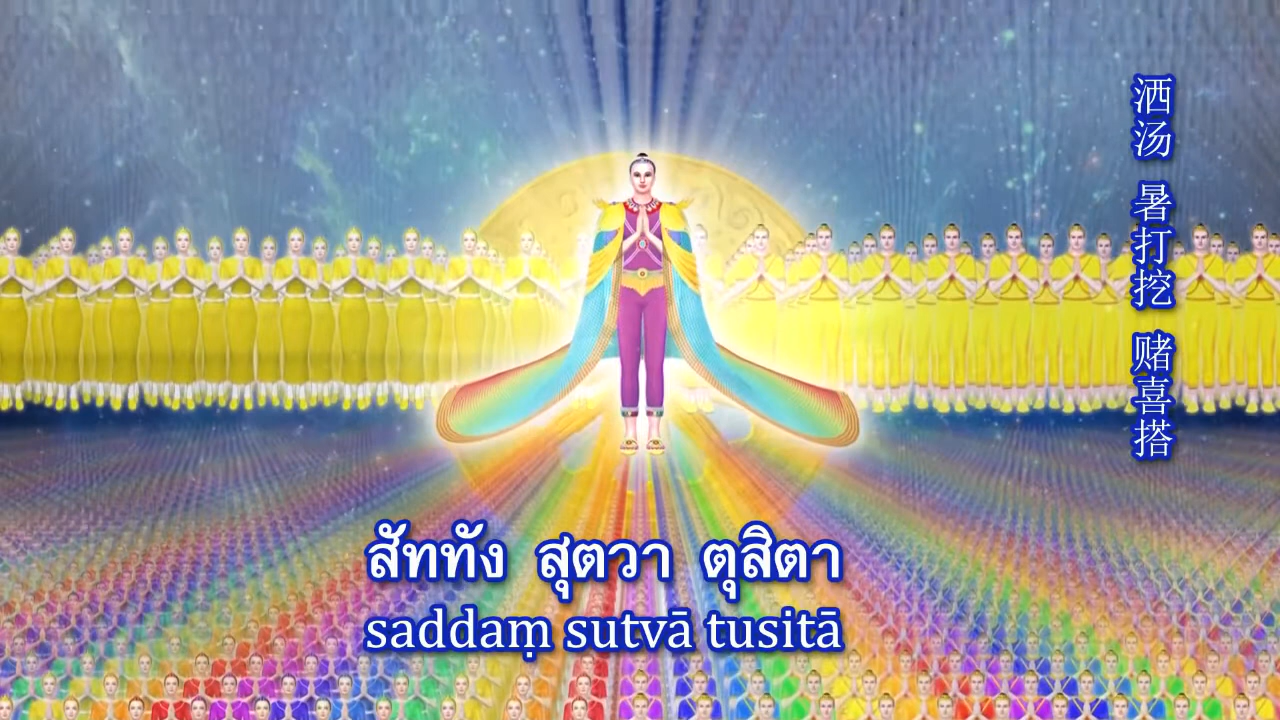 สัททัง สุตวา ตุสิตา
saddaṃ sutvā tusitā
洒汤 暑打挖 赌喜搭